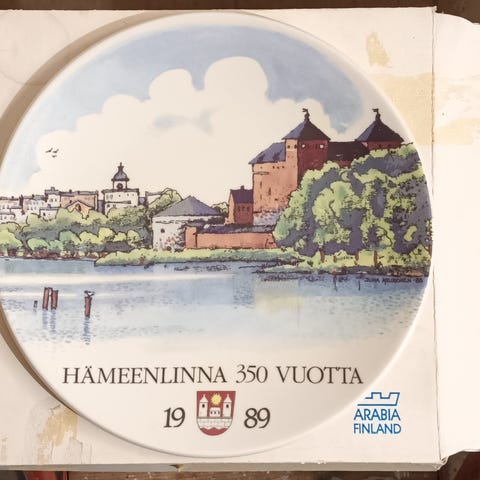 HÄMEENLINNA 350 VUOTTA
19 89
ARABIA
FINLAND